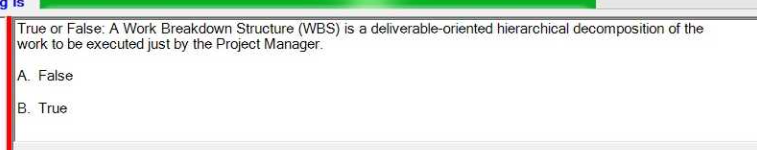 g is
True or False: A Work Breakdown Structure (WBS) is a deliverable-oriented hierarchical decomposition of the
work to be executed just by the Project Manager.
A. False
B. True